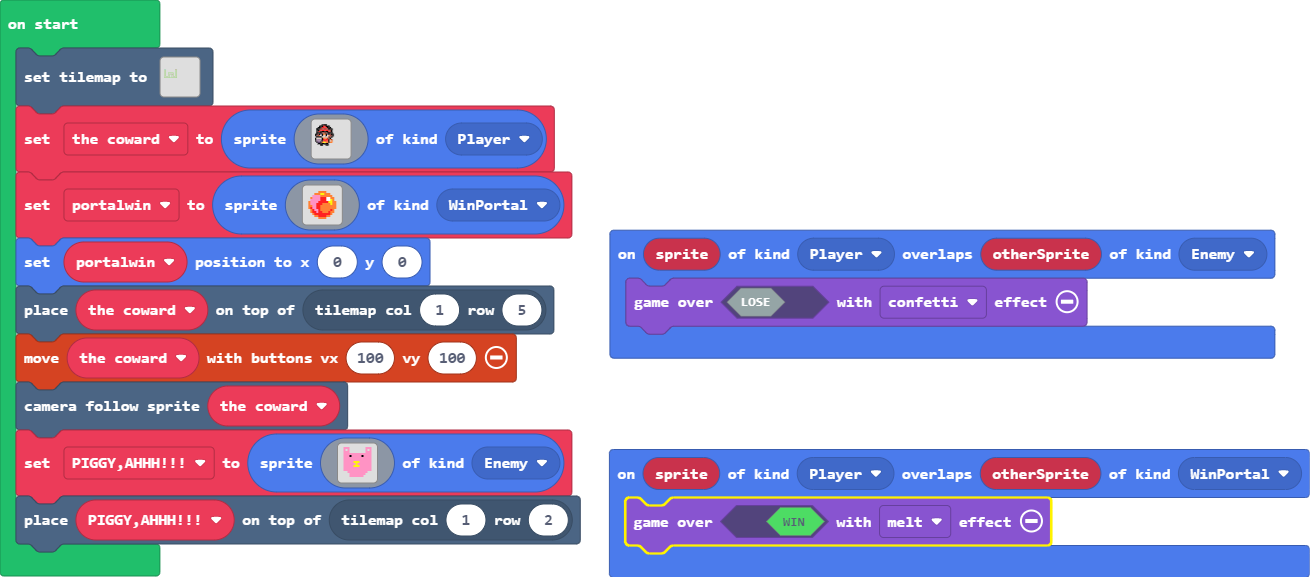 on start
set tilemap to
set the coward to sprite of kind Player
set portalwin to sprite of kind WinPortal
set portalwin position to x 0 y 0
place the coward on top of tilemap col 1 row 5
move the coward with buttons vx 100 vy 100
camera follow sprite the coward
set PIGGY,AHHH!!! to sprite of kind Enemy
place PIGGY,AHHH!!! on top of tilemap col 1 row 2
on sprite of kind Player overlaps otherSprite of kind Enemy
game over LOSE with confetti effect
on sprite of kind Player overlaps otherSprite of kind WinPortal
game over WIN with melt effect